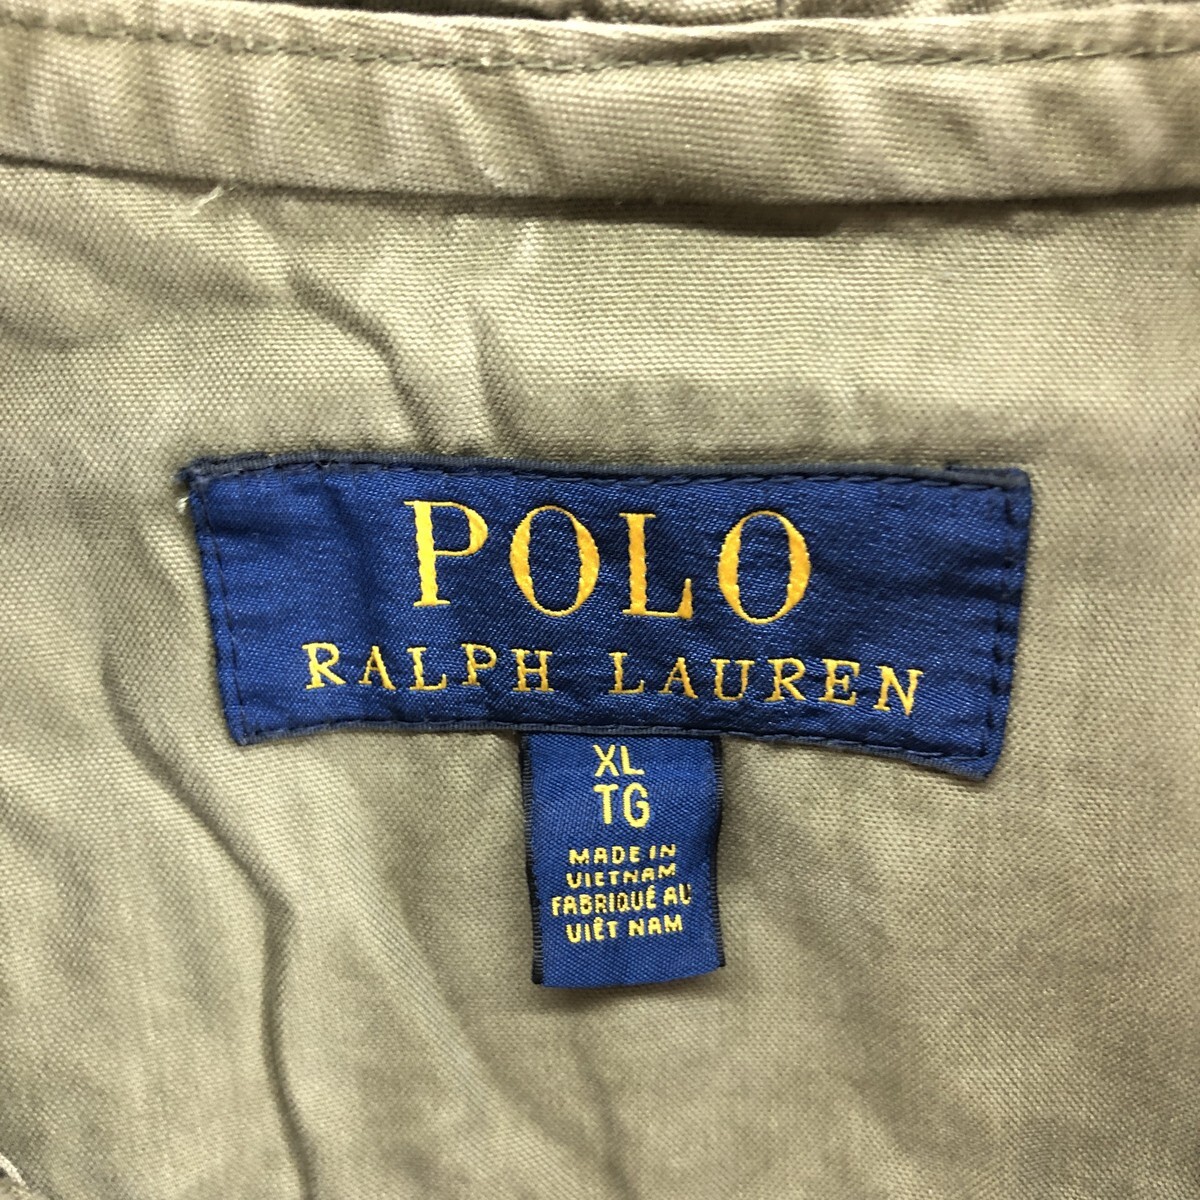 POLO
RALPH LAUREN
XL
TG
MADE IN
VIETNAM
FABRIQUÉ AU
VIÊT NAM